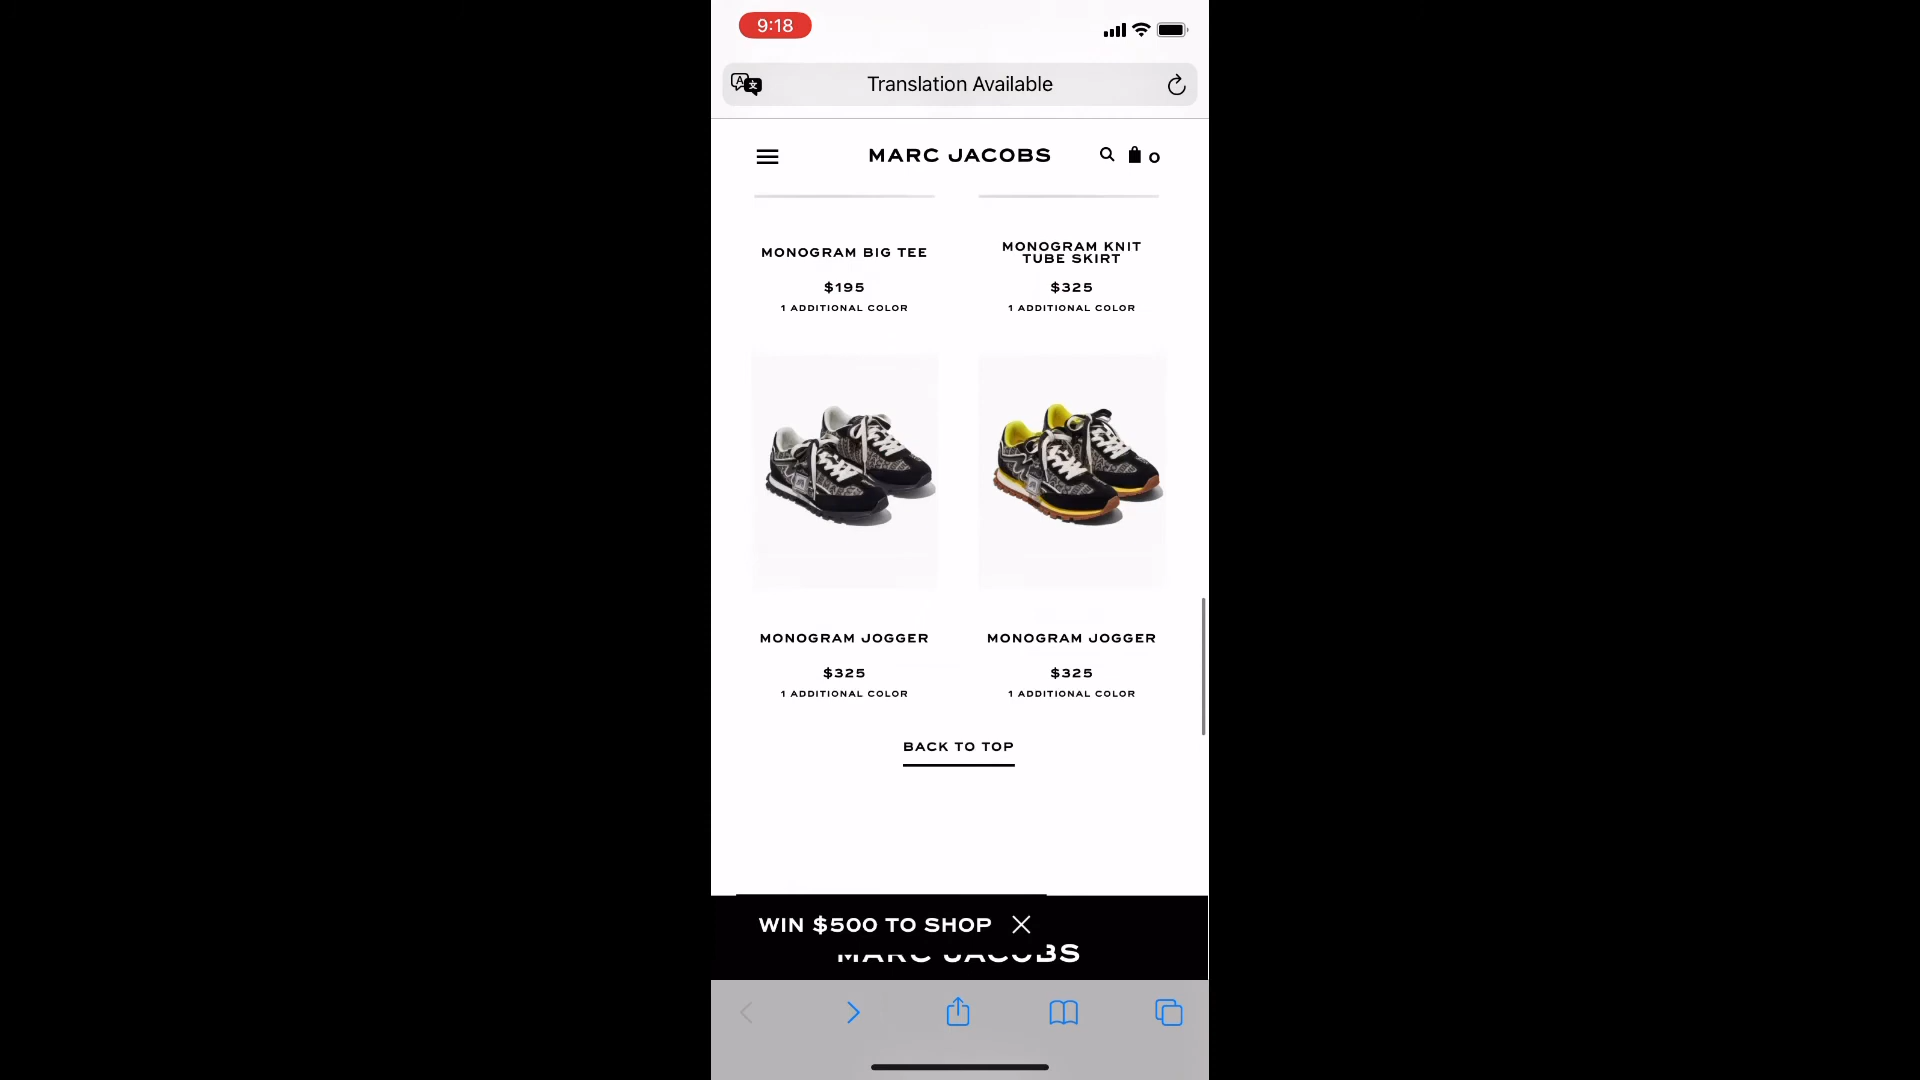 9:18
Translation Available
MARC JACOBS
0
MONOGRAM BIG TEE
$195
1 ADDITIONAL COLOR
MONOGRAM KNIT
TUBE SKIRT
$325
1 ADDITIONAL COLOR
MONOGRAM JOGGER
$325
1 ADDITIONAL COLOR
MONOGRAM JOGGER
$325
1 ADDITIONAL COLOR
BACK TO TOP
WIN $500 TO SHOP
MARC JACOBS